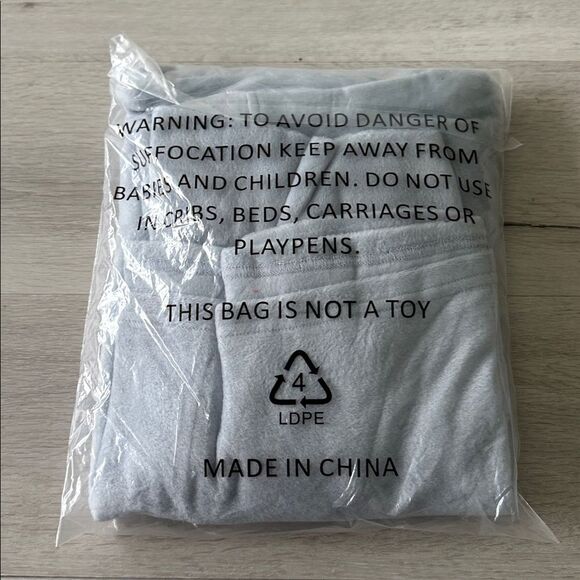 WARNING: TO AVOID DANGER OF
SUFFOCATION KEEP AWAY FROM
BABIES AND CHILDREN. DO NOT USE
IN CRIBS, BEDS, CARRIAGES OR
PLAYPENS.
THIS BAG IS NOT A TOY
4
LDPE
MADE IN CHINA